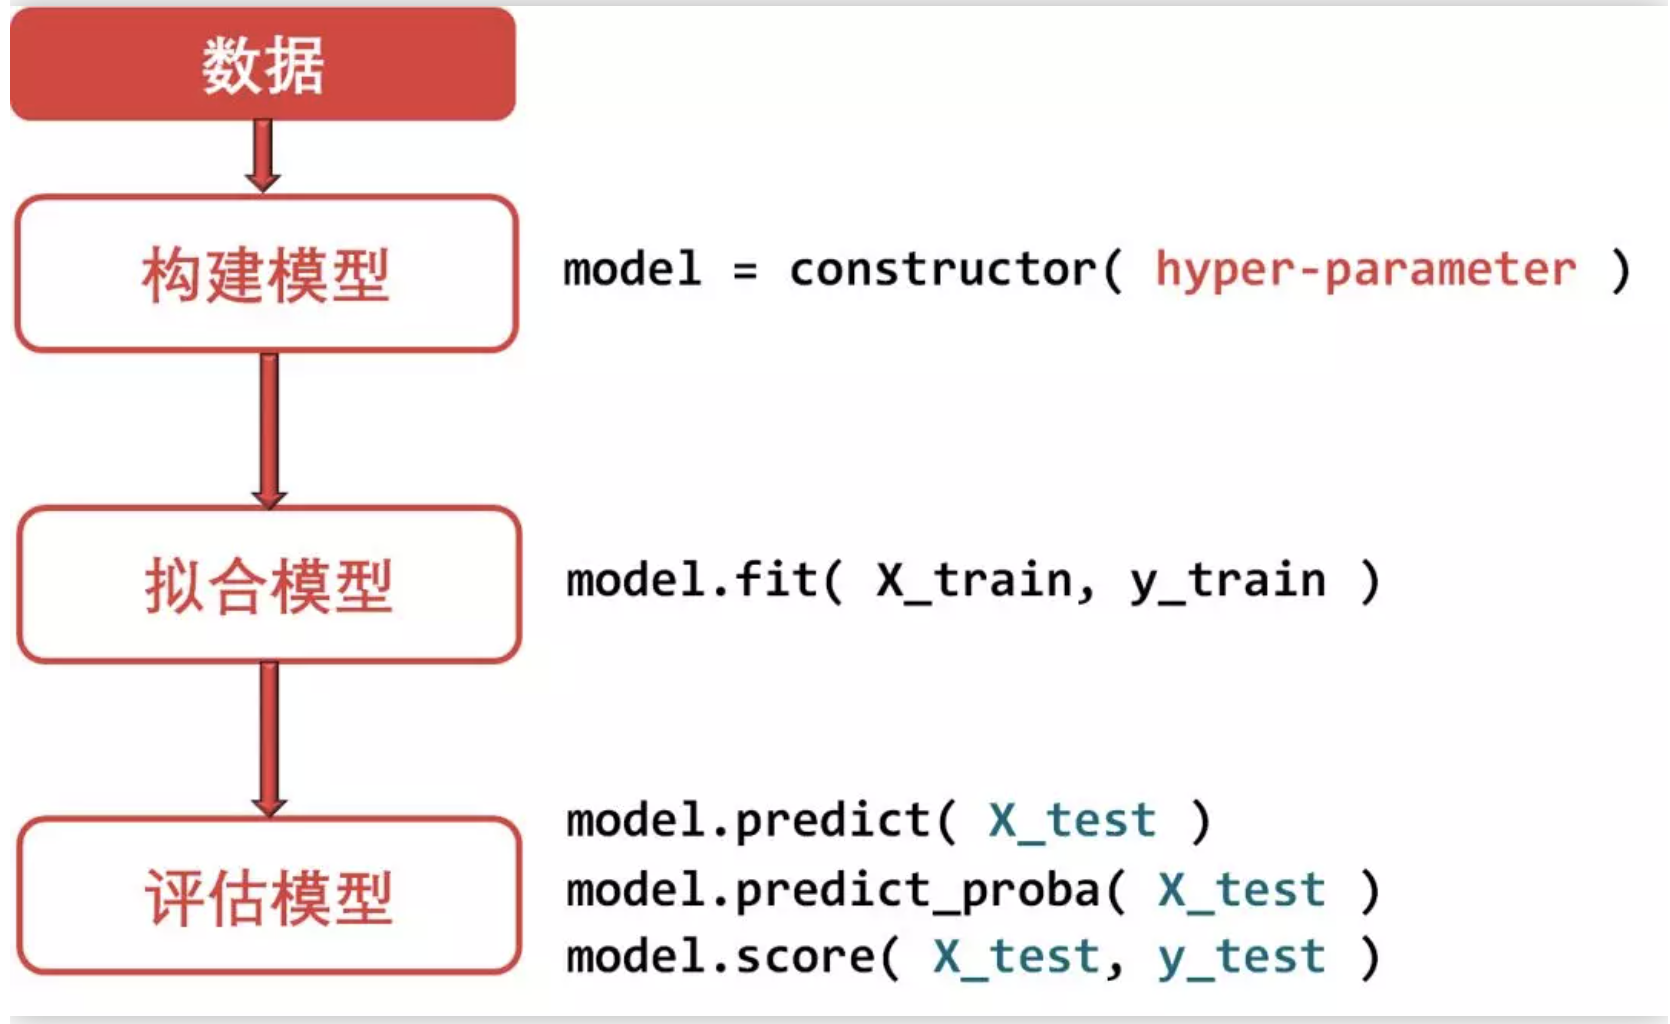 数据
构建模型
model = constructor( hyper-parameter )
拟合模型
model.fit( X_train, y_train )
评估模型
model.predict( X_test )
model.predict_proba( X_test )
model.score( X_test, y_test )